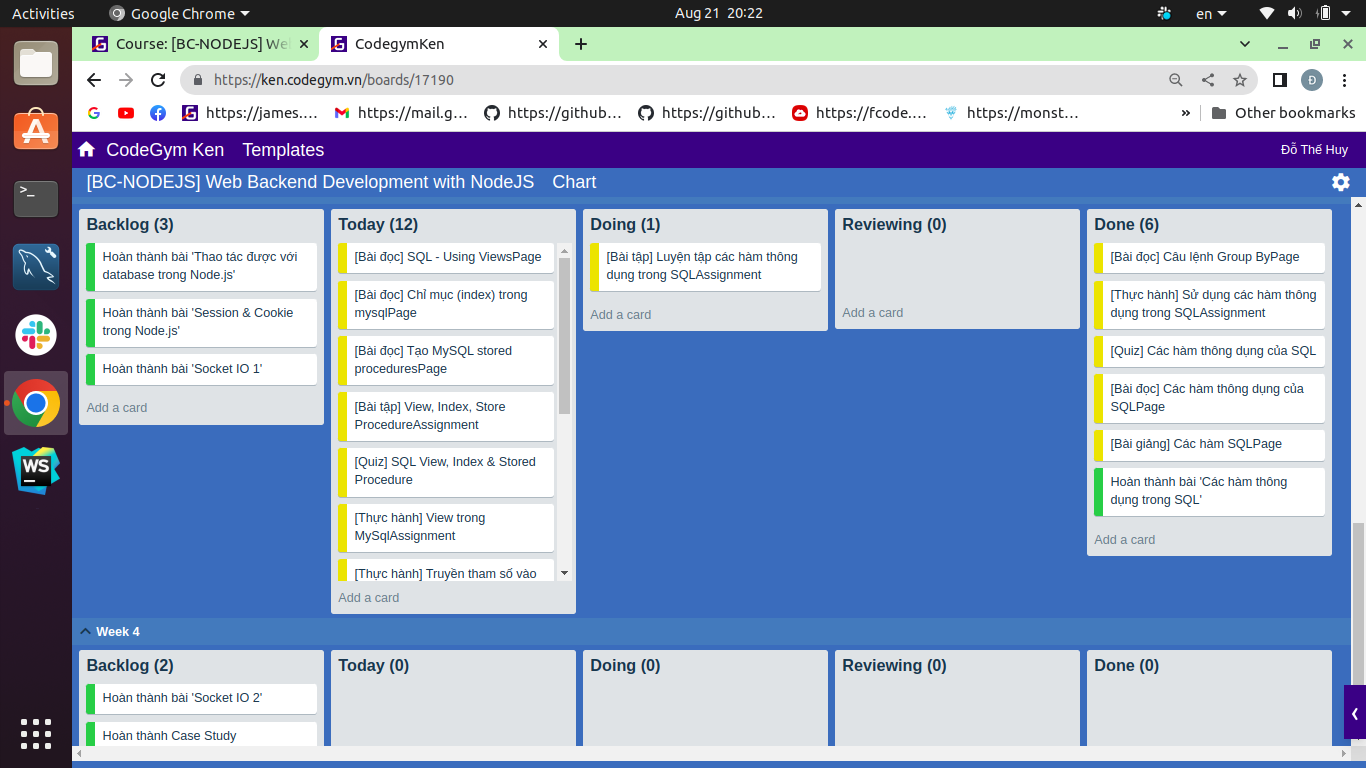 Activities
Google Chrome
Aug 21 20:22
en
Course: [BC-NODEJS] We
CodegymKen
https://ken.codegym.vn/boards/17190
Đ
https://james....
https://mail.g...
https://github...
https://github...
https://fcode....
https://monst...
»
Other bookmarks
CodeGym Ken
Templates
Đỗ Thế Huy
[BC-NODEJS] Web Backend Development with NodeJS
Chart
Backlog (3)
Hoàn thành bài 'Thao tác được với
database trong Node.js'
Hoàn thành bài 'Session & Cookie
trong Node.js'
Hoàn thành bài 'Socket IO 1'
Add a card
Today (12)
[Bài đọc] SQL - Using ViewsPage
[Bài đọc] Chỉ mục (index) trong
mysqlPage
[Bài đọc] Tạo MySQL stored
proceduresPage
[Bài tập] View, Index, Store
ProcedureAssignment
[Quiz] SQL View, Index & Stored
Procedure
[Thực hành] View trong
MySqlAssignment
[Thực hành] Truyền tham số vào
Add a card
Doing (1)
[Bài tập] Luyện tập các hàm thông
dụng trong SQLAssignment
Add a card
Reviewing (0)
Add a card
Done (6)
[Bài đọc] Câu lệnh Group ByPage
[Thực hành] Sử dụng các hàm thông
dụng trong SQLAssignment
[Quiz] Các hàm thông dụng của SQL
[Bài đọc] Các hàm thông dụng của
SQLPage
[Bài giảng] Các hàm SQLPage
Hoàn thành bài 'Các hàm thông
dụng trong SQL'
Add a card
Week 4
Backlog (2)
Hoàn thành bài 'Socket IO 2'
Hoàn thành Case Study
Today (0)
Doing (0)
Reviewing (0)
Done (0)
>_
WS